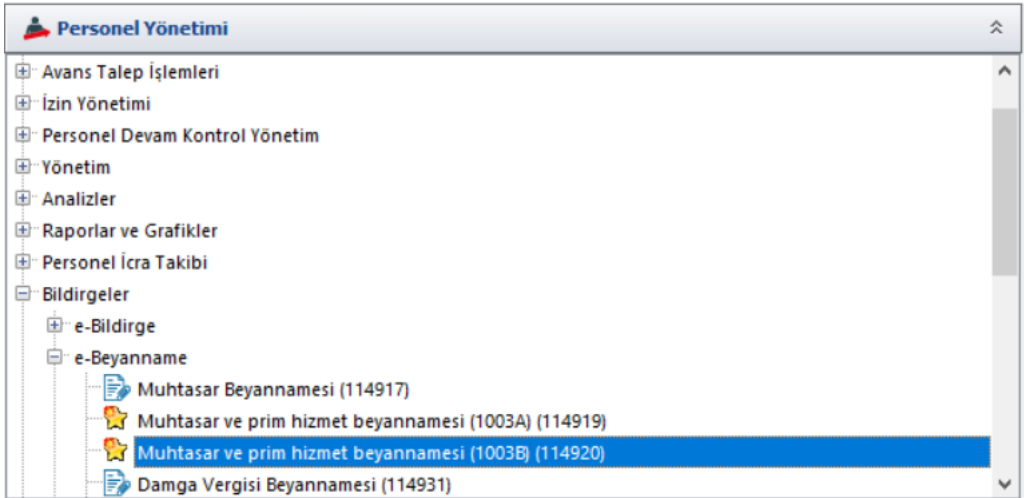 Personel Yönetimi
Avans Talep İşlemleri
İzin Yönetimi
Personel Devam Kontrol Yönetim
Yönetim
Analizler
Raporlar ve Grafikler
Personel İcra Takibi
Bildirgeler
e-Bildirge
e-Beyanname
Muhtasar Beyannamesi (114917)
Muhtasar ve prim hizmet beyannamesi (1003A) (114919)
Muhtasar ve prim hizmet beyannamesi (1003B) (114920)
Damga Vergisi Beyannamesi (114931)